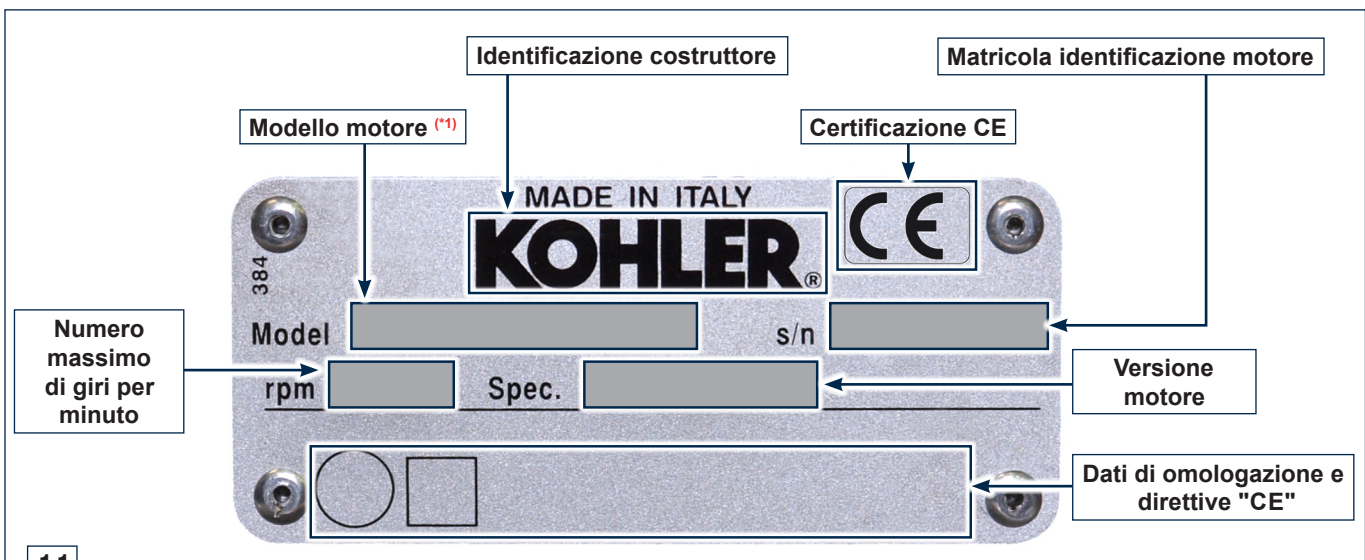 Identificazione costruttore
Matricola identificazione motore
Modello motore (*1)
Certificazione CE
MADE IN ITALY
KOHLER®
CE
384
Model
s/n
Numero
massimo
di giri per
minuto
rpm
Spec.
Versione
motore
Dati di omologazione e
direttive "CE"